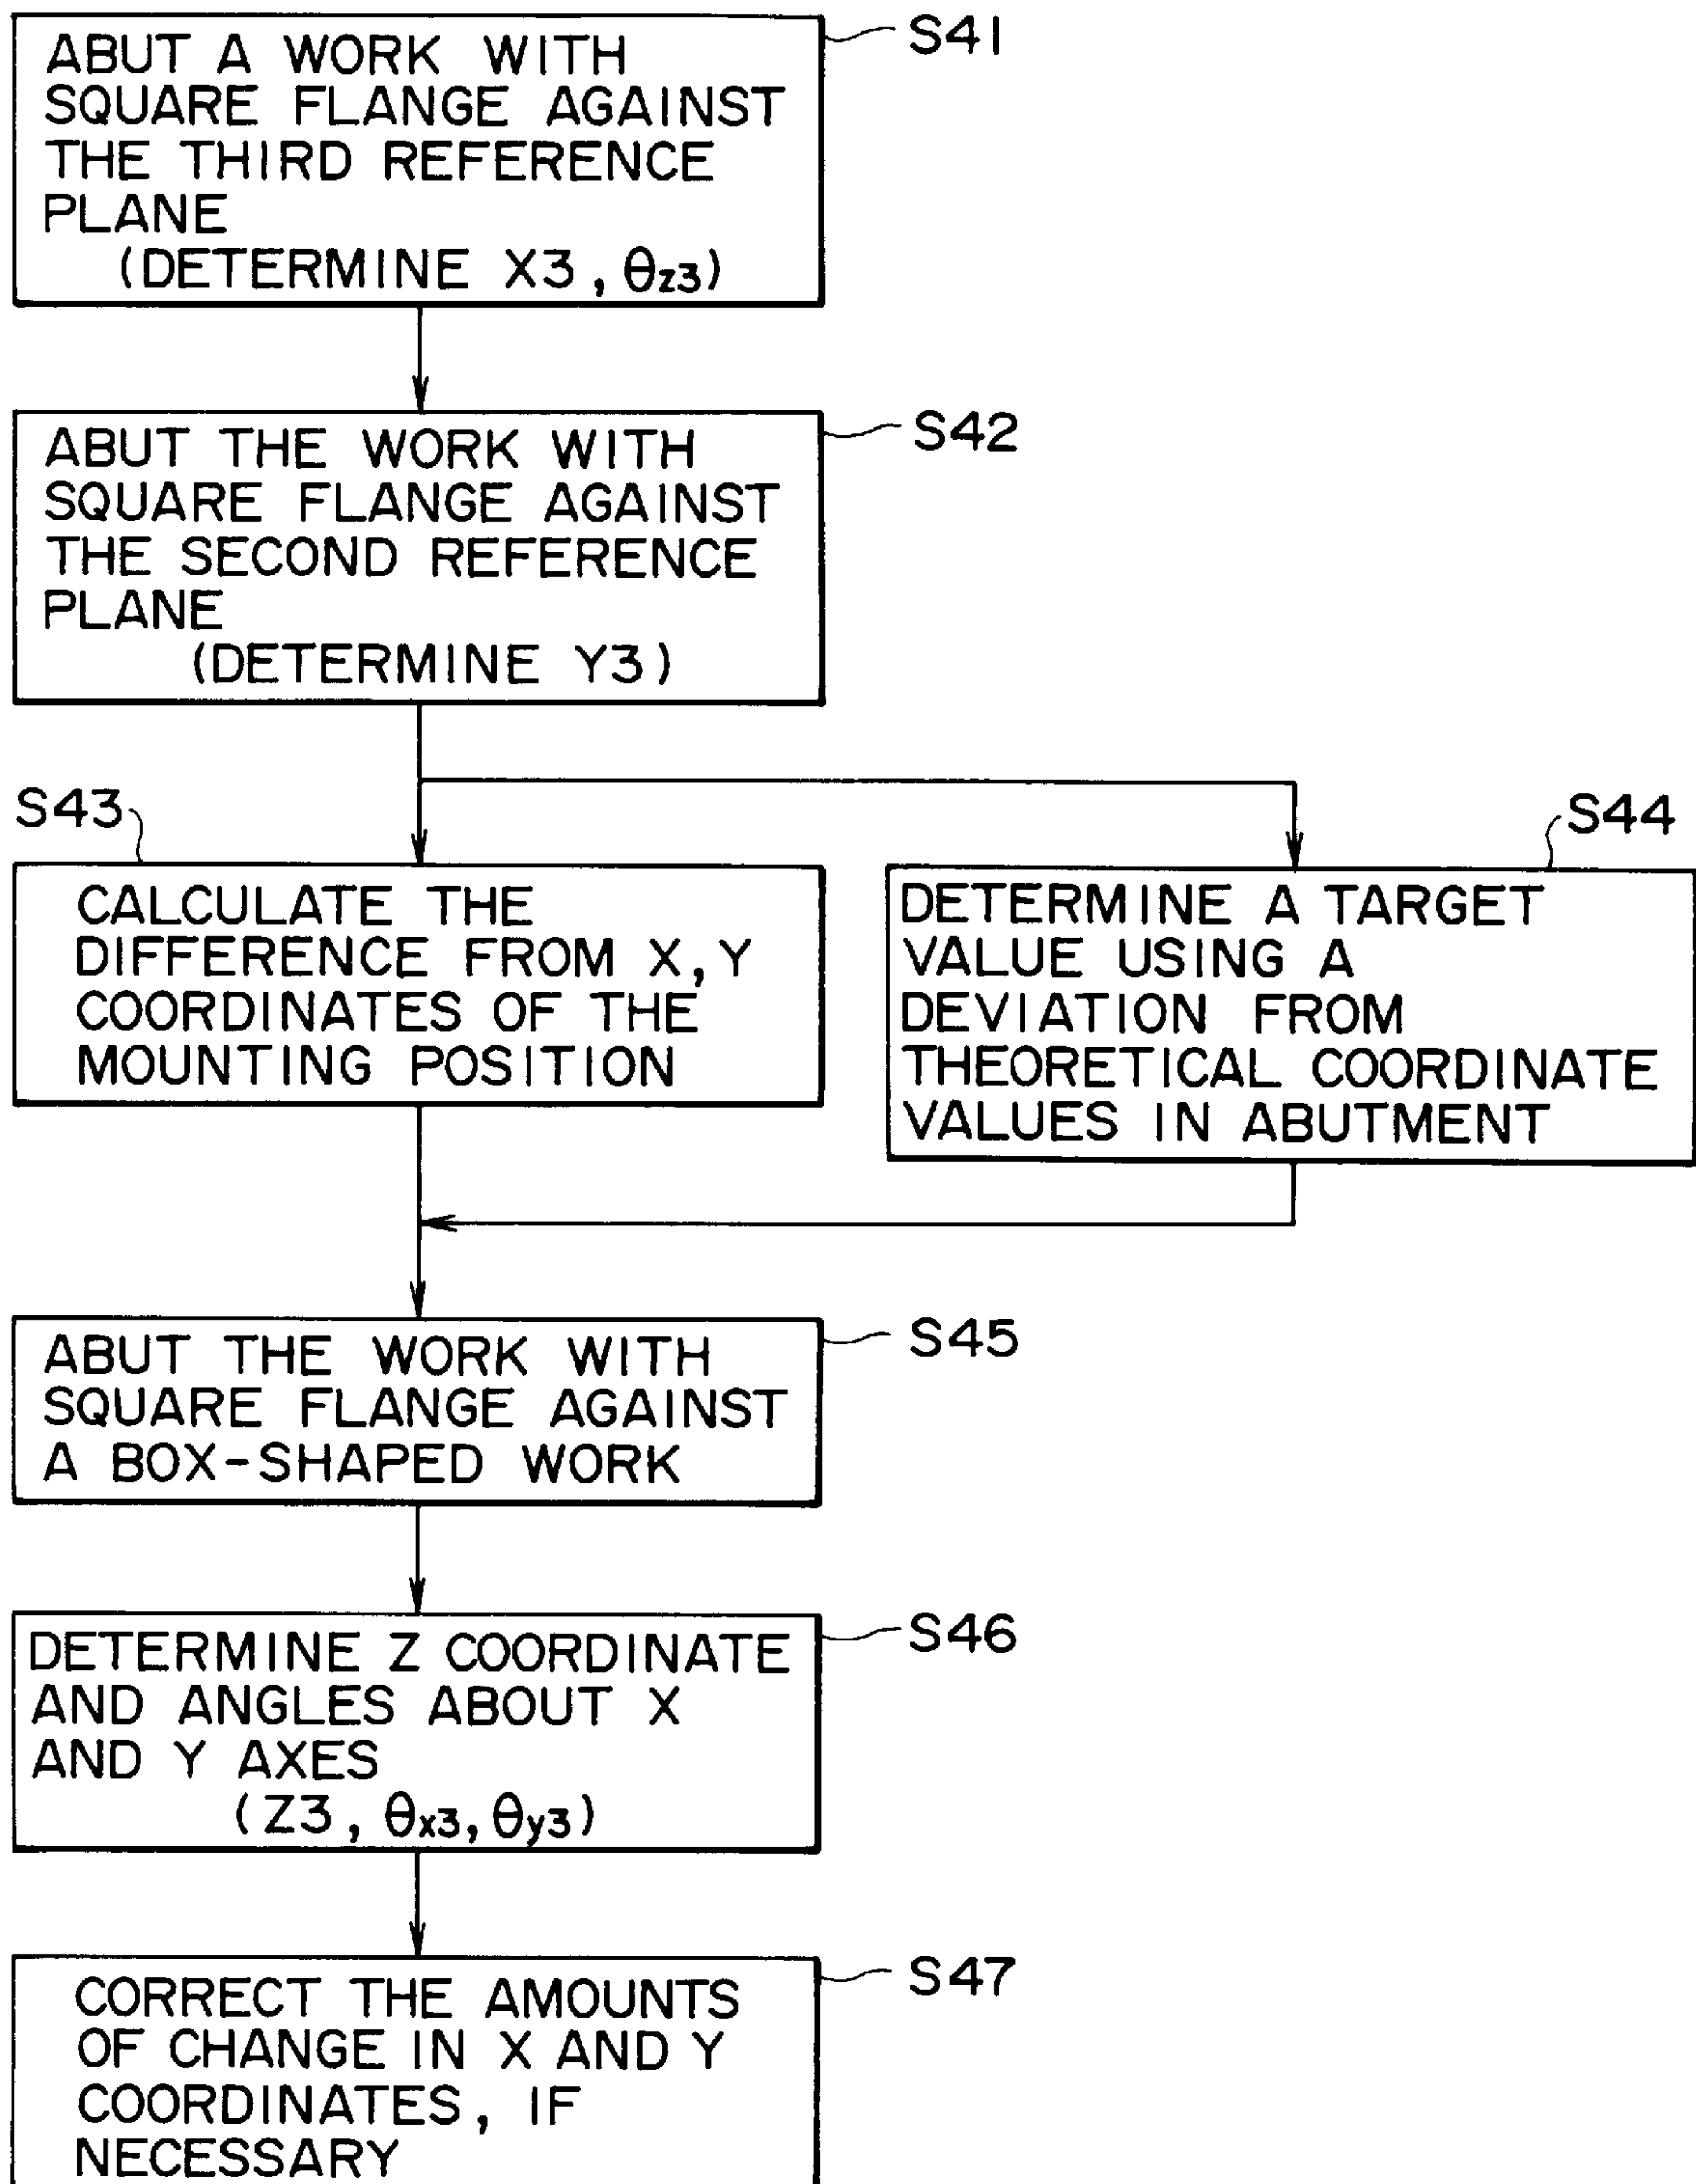 ABUT A WORK WITH
SQUARE FLANGE AGAINST
THE THIRD REFERENCE
PLANE
(DETERMINE X3, θz3)
S41
ABUT THE WORK WITH
SQUARE FLANGE AGAINST
THE SECOND REFERENCE
PLANE
(DETERMINE Y3)
S42
S43
CALCULATE THE
DIFFERENCE FROM X, Y
COORDINATES OF THE
MOUNTING POSITION
S44
DETERMINE A TARGET
VALUE USING A
DEVIATION FROM
THEORETICAL COORDINATE
VALUES IN ABUTMENT
ABUT THE WORK WITH
SQUARE FLANGE AGAINST
A BOX-SHAPED WORK
S45
DETERMINE Z COORDINATE
AND ANGLES ABOUT X
AND Y AXES
(Z3, θx3, θy3)
S46
CORRECT THE AMOUNTS
OF CHANGE IN X AND Y
COORDINATES, IF
NECESSARY
S47